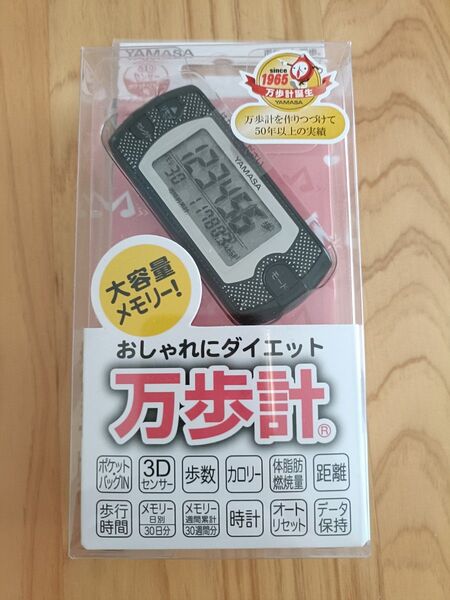 YAMASA
since
1965
万歩計誕生
YAMASA
万歩計を作りつづけて
50年以上の実績
YAMASA
123456
歩
30
大容量
メモリー!
おしゃれにダイエット
万歩計®
ポケット
バッグIN
3D
センサー
歩数
カロリー
体脂肪
燃焼量
距離
歩行
時間
メモリー
日別
30日分
メモリー
週間累計
30週間分
時計
オート
リセット
データ
保持